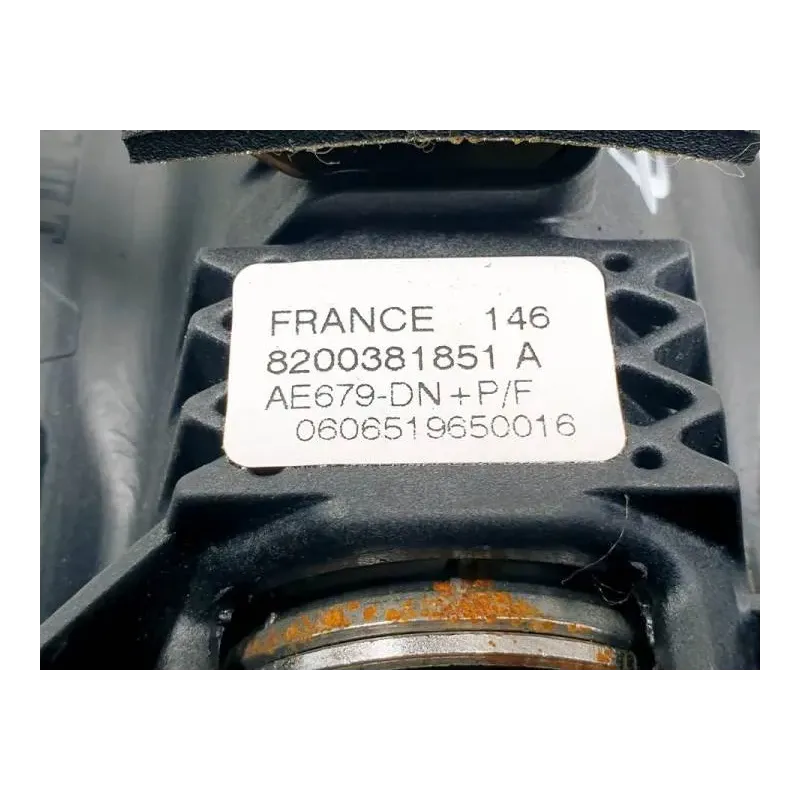 FRANCE 146
8200381851 A
AE679-DN+P/F
0606519650016